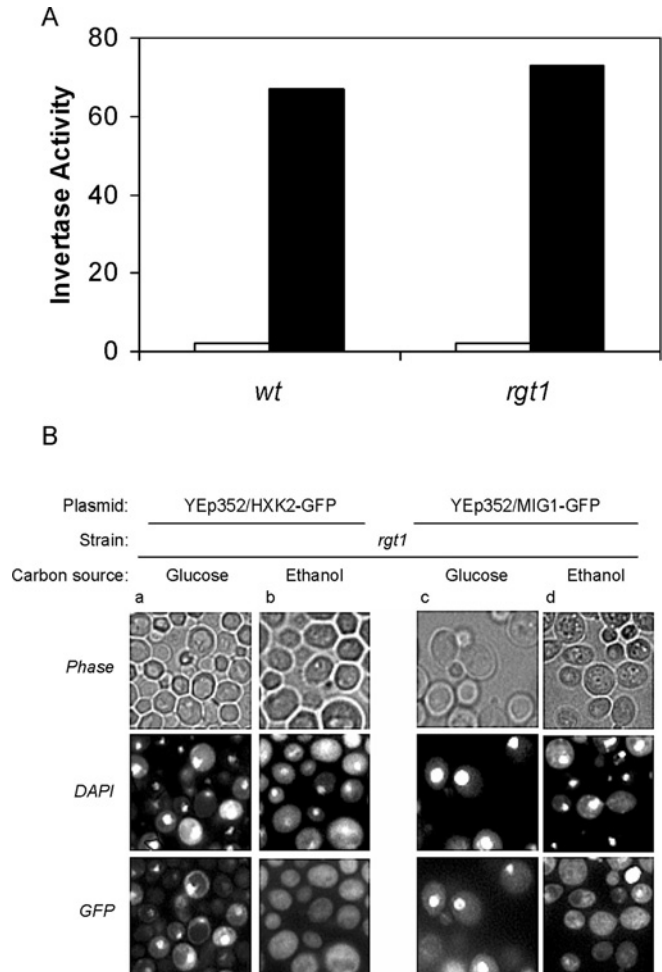 A
80
60
40
20
0
Invertase Activity
wt
rgt1
B
Plasmid: YEp352/HXK2-GFP YEp352/MIG1-GFP
Strain: rgt1
Carbon source: Glucose Ethanol Glucose Ethanol
a b c d
Phase
DAPI
GFP